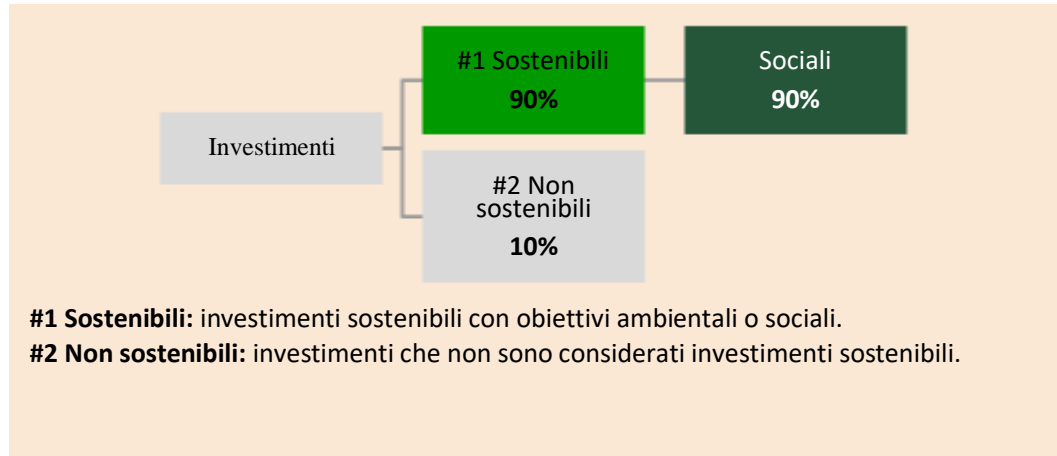 #1 Sostenibili
90%
Sociali
90%
Investimenti
#2 Non
sostenibili
10%
#1 Sostenibili: investimenti sostenibili con obiettivi ambientali o sociali.
#2 Non sostenibili: investimenti che non sono considerati investimenti sostenibili.